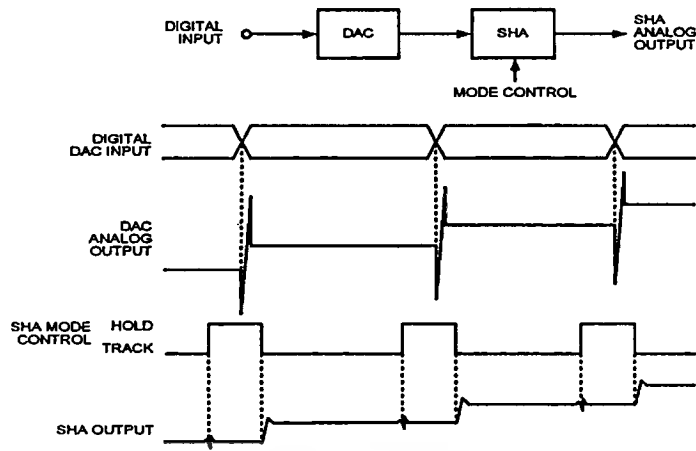 DIGITAL
INPUT
DAC
SHA
SHA
ANALOG
OUTPUT
MODE CONTROL
DIGITAL
DAC INPUT
DAC
ANALOG
OUTPUT
SHA MODE
CONTROL
HOLD
TRACK
SHA OUTPUT